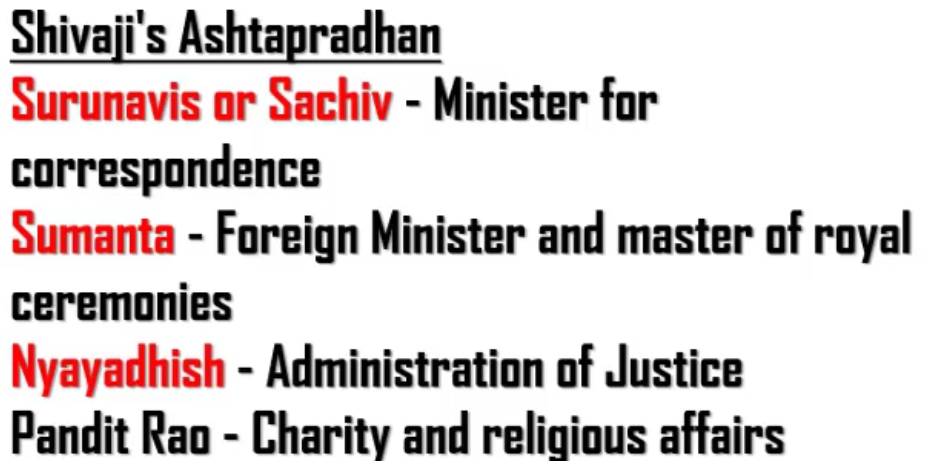 Shivaji's Ashtapradhan
Surunavis or Sachiv - Minister for
correspondence
Sumanta - Foreign Minister and master of royal
ceremonies
Nyayadhish - Administration of Justice
Pandit Rao - Charity and religious affairs